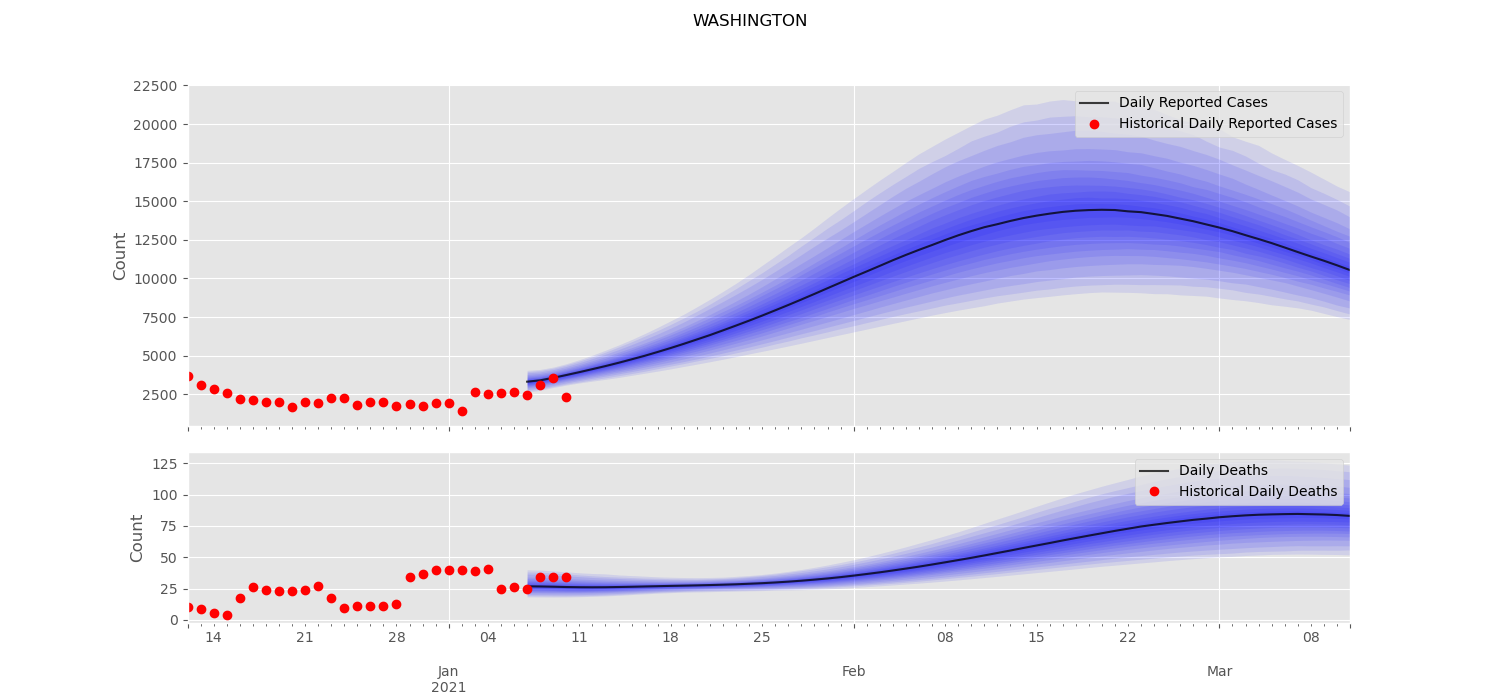 WASHINGTON
22500
20000
17500
15000
12500
10000
7500
5000
2500
Count
Daily Reported Cases
Historical Daily Reported Cases
125
100
75
50
25
0
Count
Daily Deaths
Historical Daily Deaths
14 21 28 04 11 18 25 08 15 22 08
Jan Feb Mar
2021